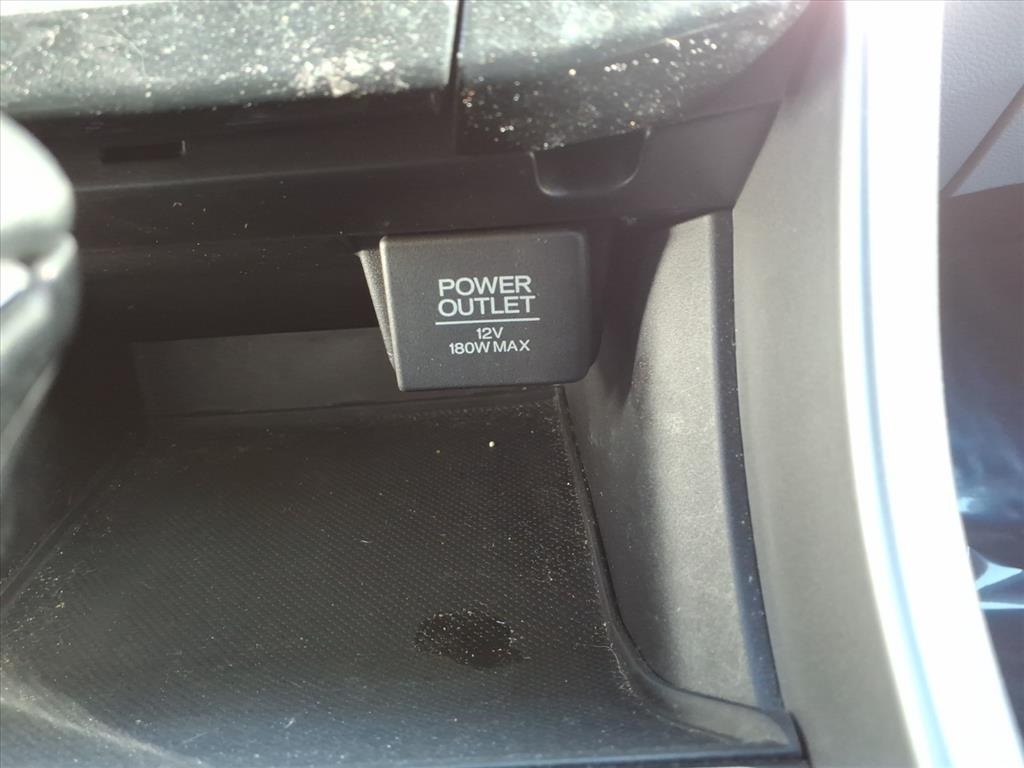 POWER
OUTLET
12V
180W MAX